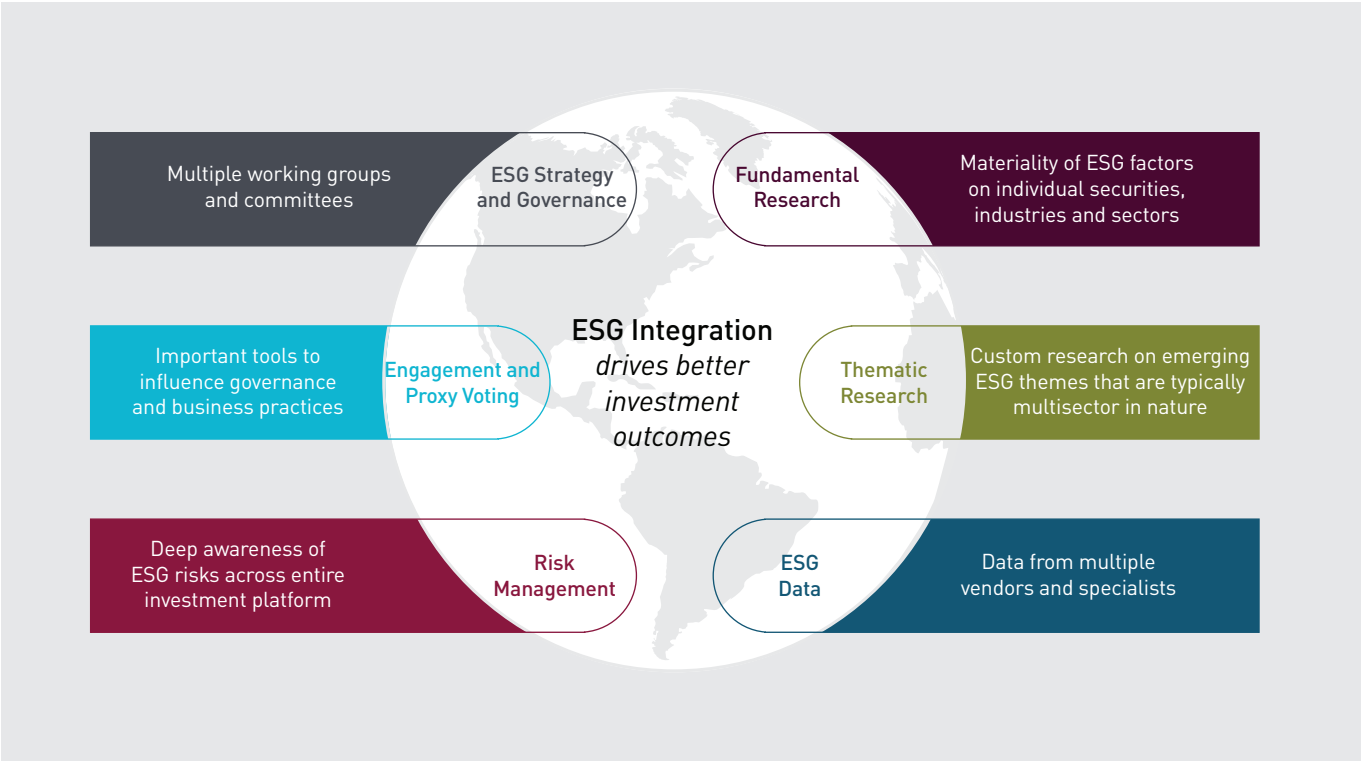 Multiple working groups
and committees
ESG Strategy
and Governance
Fundamental
Research
Materiality of ESG factors
on individual securities,
industries and sectors
Important tools to
influence governance
and business practices
Engagement and
Proxy Voting
ESG Integration
drives better
investment
outcomes
Thematic
Research
Custom research on emerging
ESG themes that are typically
multisector in nature
Deep awareness of
ESG risks across entire
investment platform
Risk
Management
ESG
Data
Data from multiple
vendors and specialists